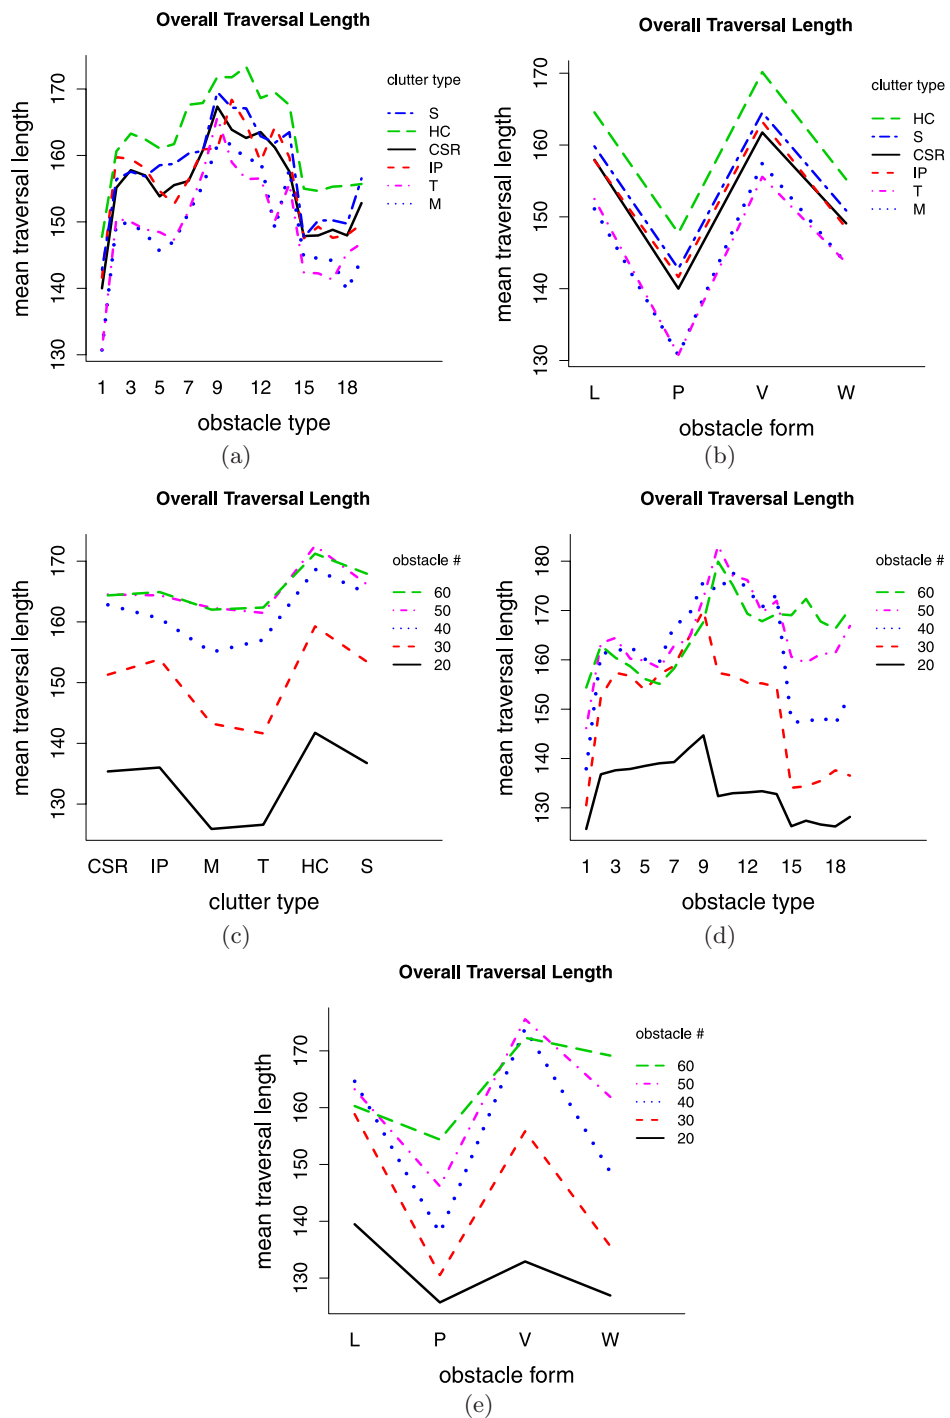 Overall Traversal Length
mean traversal length
130 140 150 160 170
1 3 5 7 9 12 15 18
obstacle type
clutter type
S
HC
CSR
IP
T
M
(a)
Overall Traversal Length
mean traversal length
130 140 150 160 170
L P V W
obstacle form
clutter type
HC
S
CSR
IP
T
M
(b)
Overall Traversal Length
mean traversal length
130 140 150 160 170
CSR IP M T HC S
clutter type
obstacle #
60
50
40
30
20
(c)
Overall Traversal Length
mean traversal length
130 140 150 160 170 180
1 3 5 7 9 12 15 18
obstacle type
obstacle #
60
50
40
30
20
(d)
Overall Traversal Length
mean traversal length
130 140 150 160 170
L P V W
obstacle form
obstacle #
60
50
40
30
20
(e)